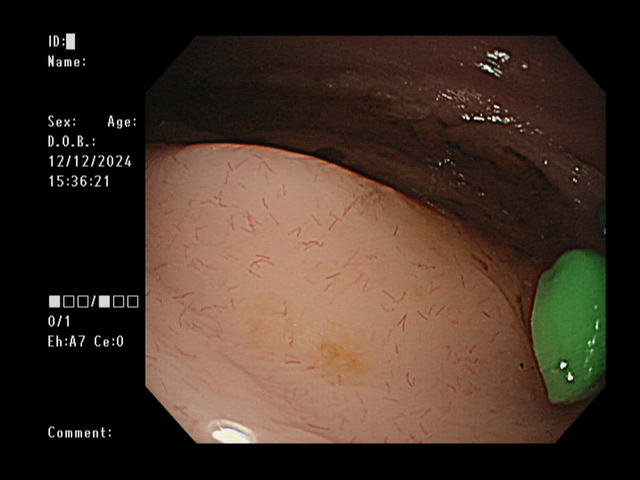 ID:
Name:
Sex: Age:
D.O.B.:
12/12/2024
15:36:21
■□□/■□□
0/1
Eh:A7 Ce:0
Comment: